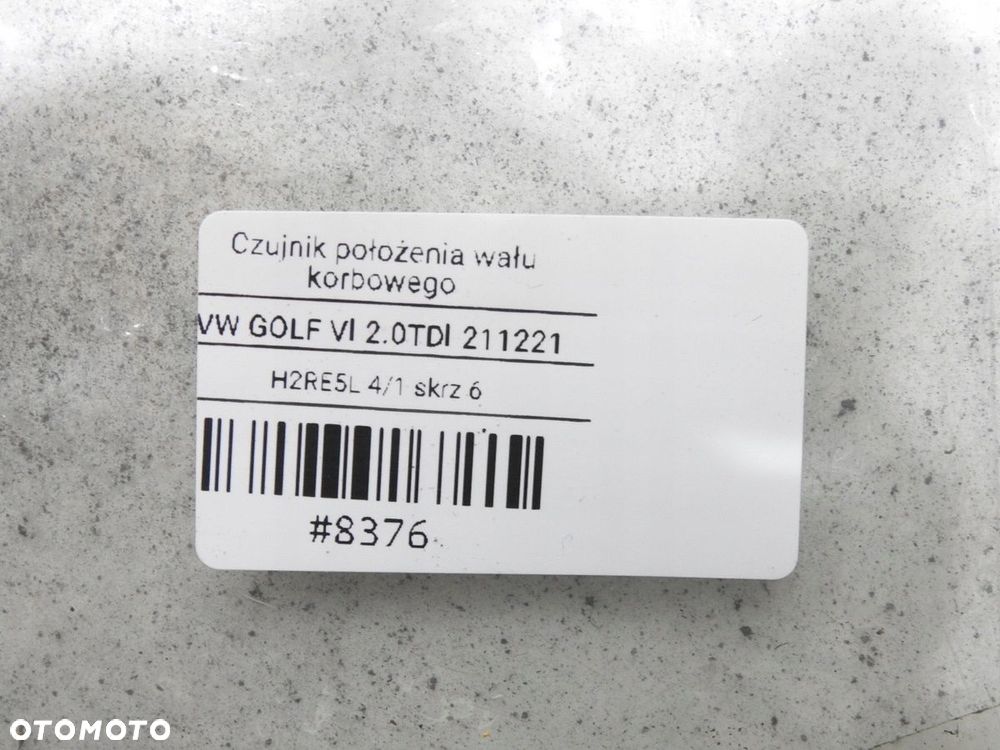 Czujnik położenia wału
korbowego
VW GOLF VI 2.0TDI 211221
H2RE5L 4/1 skrz 6
#8376
OTOMOTO